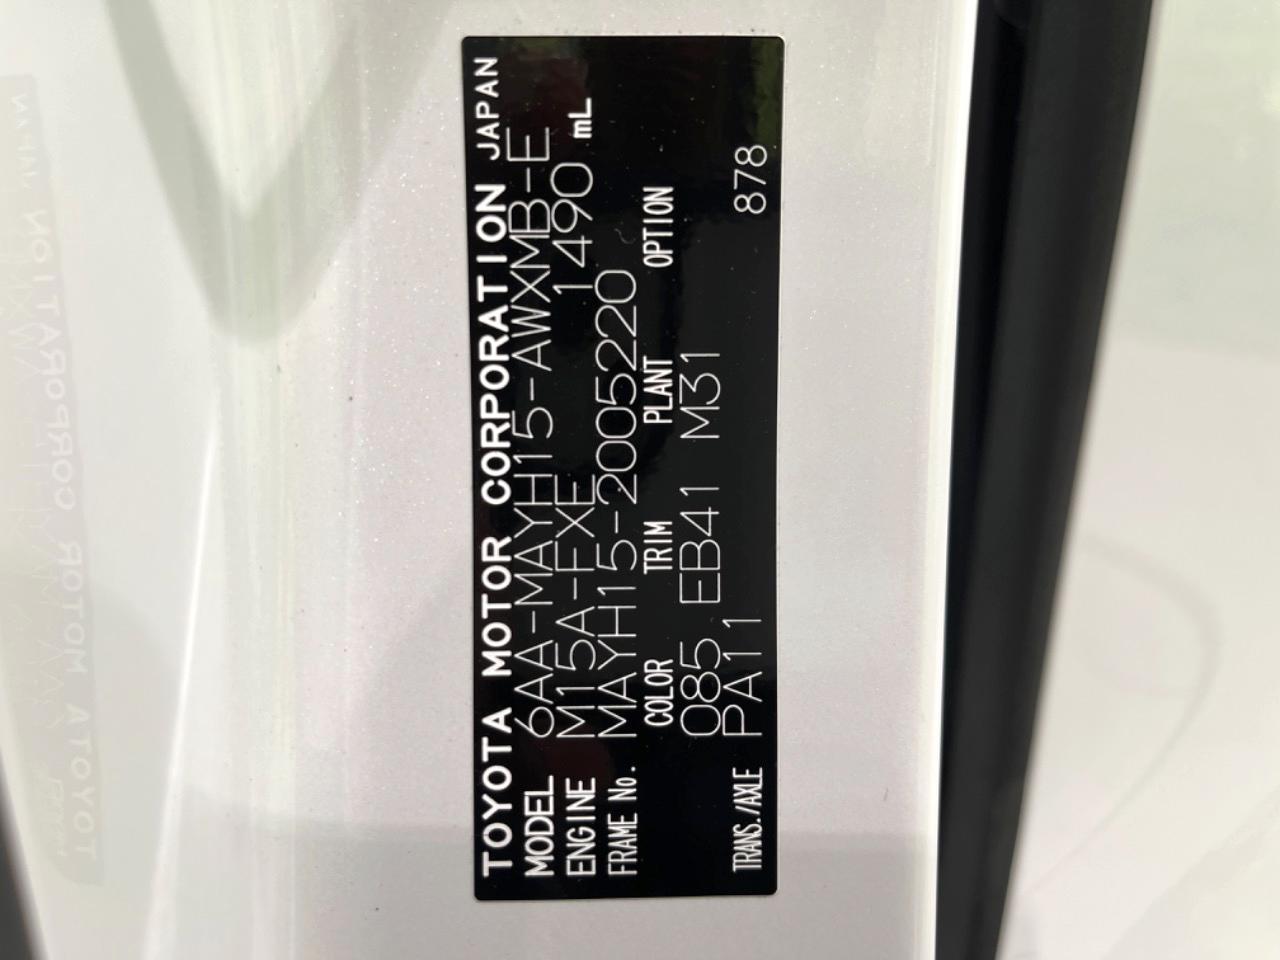 TOYOTA MOTOR CORPORATION JAPAN
MODEL 6AA-MAYH15-AWXMB-E
ENGINE M15A-FXE 1490 mL
FRAME No. MAYH15-2005220
COLOR TRIM PLANT OPTION
085 EB41 M31
TRANS./AXLE PA11 878